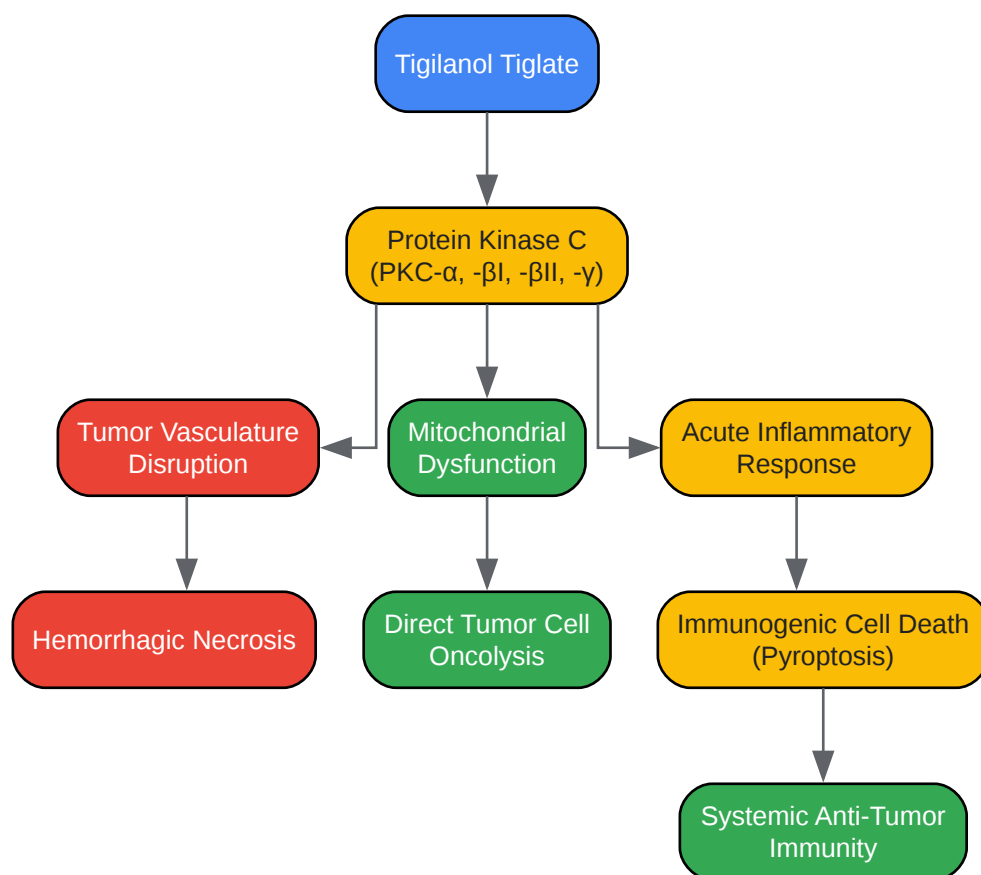 Tigilanol Tiglate
Protein Kinase C
(PKC-α, -βI, -βII, -γ)
Tumor Vasculature
Disruption
Mitochondrial
Dysfunction
Acute Inflammatory
Response
Hemorrhagic Necrosis
Direct Tumor Cell
Oncolysis
Immunogenic Cell Death
(Pyroptosis)
Systemic Anti-Tumor
Immunity